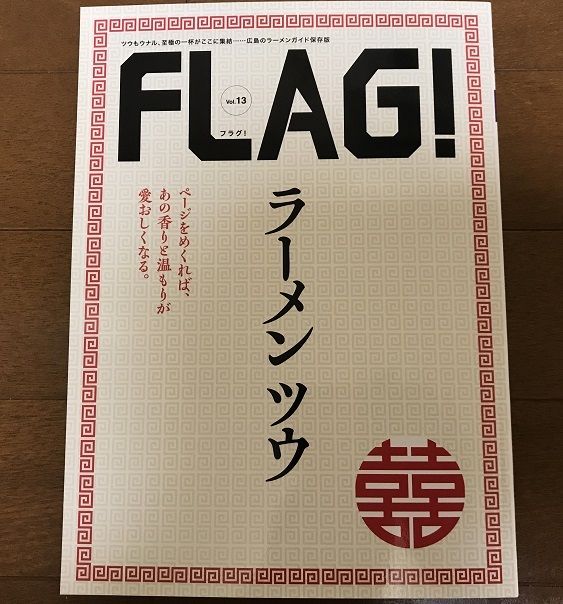 ツウもウナル、至極の一杯がここに集結……広島のラーメンガイド保存版
FLAG!
Vol.13
フラグ!
ページをめくれば、
あの香りと温もりが
愛おしくなる。
ラーメン ツウ
囍